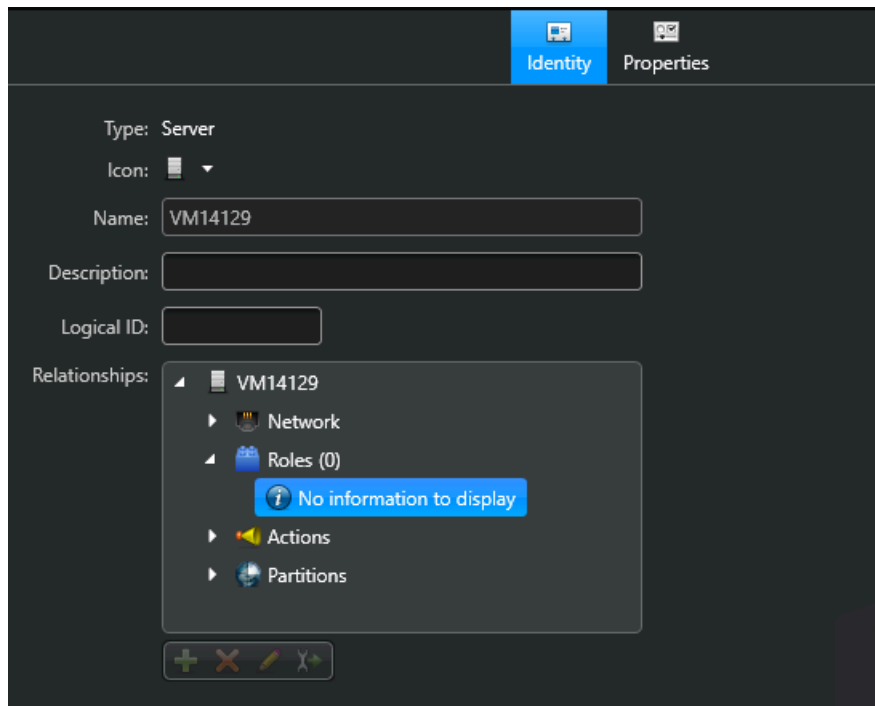 Identity
Properties
Type: Server
Icon:
Name: VM14129
Description:
Logical ID:
Relationships:
VM14129
Network
Roles (0)
No information to display
Actions
Partitions